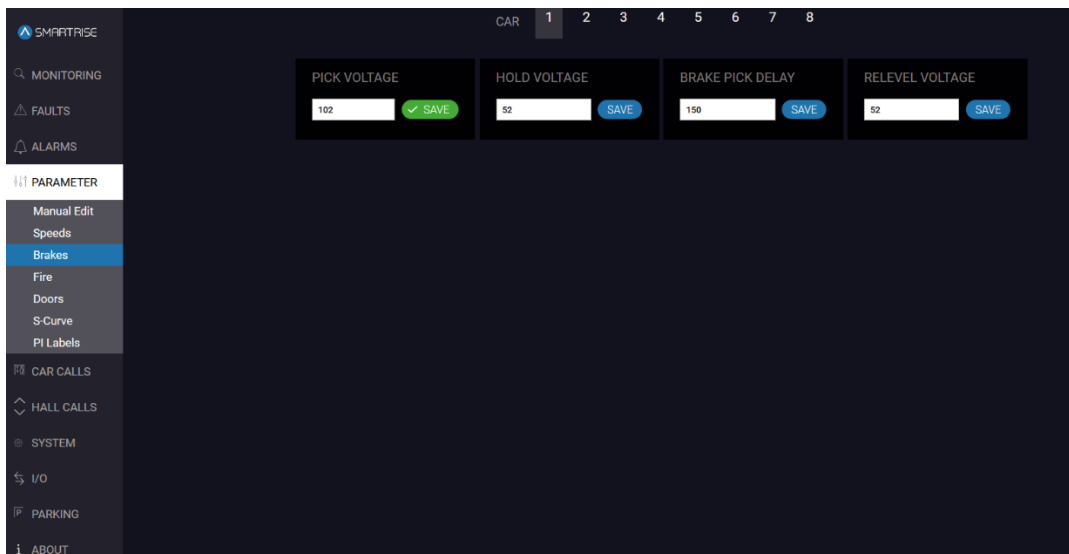 SMARTRISE
CAR 1 2 3 4 5 6 7 8
MONITORING
FAULTS
ALARMS
PARAMETER
Manual Edit
Speeds
Brakes
Fire
Doors
S-Curve
PI Labels
CAR CALLS
HALL CALLS
SYSTEM
I/O
P PARKING
i ABOUT
PICK VOLTAGE
102 SAVE
HOLD VOLTAGE
52 SAVE
BRAKE PICK DELAY
150 SAVE
RELEVEL VOLTAGE
52 SAVE